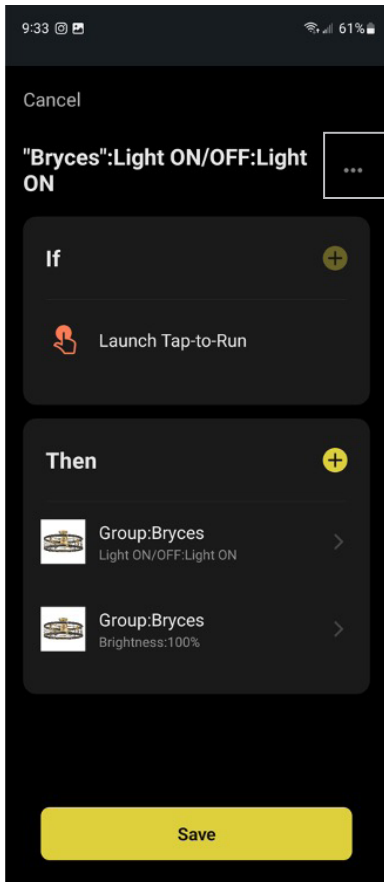 9:33
61%
Cancel
"Bryces":Light ON/OFF:Light
ON
If
Launch Tap-to-Run
Then
Group:Bryces
Light ON/OFF:Light ON
Group:Bryces
Brightness:100%
Save